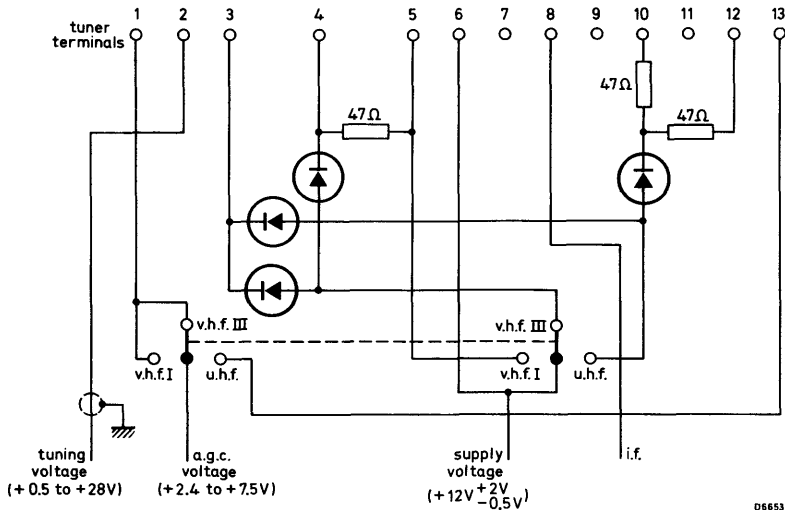 tuner terminals
1 2 3 4 5 6 7 8 9 10 11 12 13
47Ω
47Ω
47Ω
v.h.f. III
v.h.f. III
v.h.f. I
u.h.f.
v.h.f. I
u.h.f.
tuning
voltage
(+0.5 to +28V)
a.g.c.
voltage
(+2.4 to +7.5V)
supply
voltage
(+12V +2V −0.5V)
i.f.
D6653